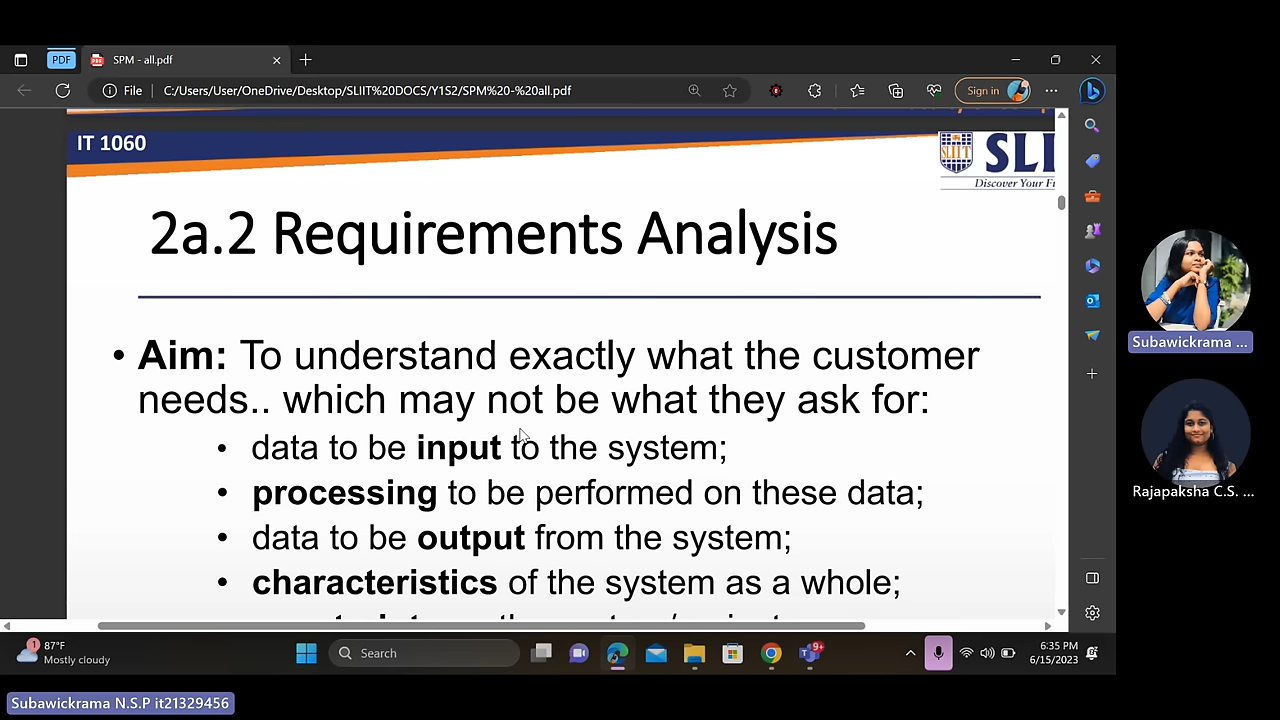 PDF
SPM - all.pdf
File
C:/Users/User/OneDrive/Desktop/SLIIT%20DOCS/Y1S2/SPM%20-%20all.pdf
Sign in
IT 1060
SLIIT
SLI
Discover Your F
2a.2 Requirements Analysis
• Aim: To understand exactly what the customer
needs.. which may not be what they ask for:
• data to be input to the system;
• processing to be performed on these data;
• data to be output from the system;
• characteristics of the system as a whole;
Subawickrama ...
Rajapaksha C.S. ...
1
87°F
Mostly cloudy
Search
9+
6:35 PM
6/15/2023
Subawickrama N.S.P it21329456